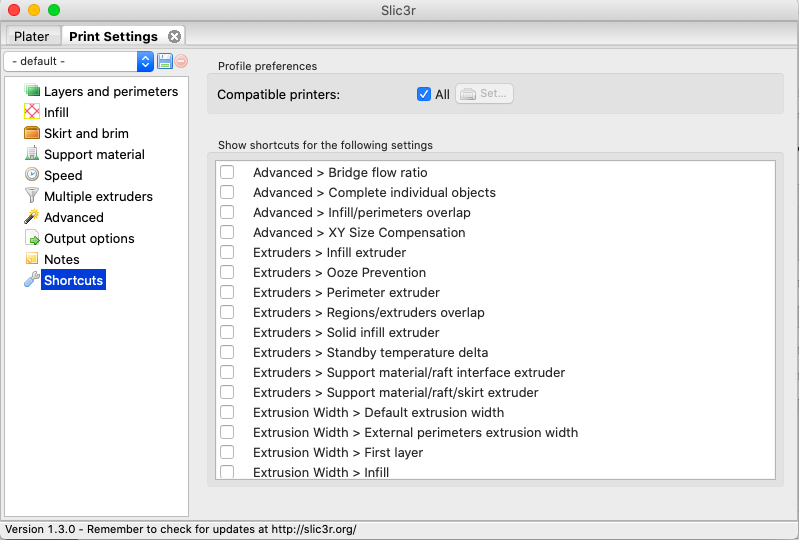 Slic3r
Plater
Print Settings
- default -
Layers and perimeters
Infill
Skirt and brim
Support material
Speed
Multiple extruders
Advanced
Output options
Notes
Shortcuts
Profile preferences
Compatible printers:
All
Set...
Show shortcuts for the following settings
Advanced > Bridge flow ratio
Advanced > Complete individual objects
Advanced > Infill/perimeters overlap
Advanced > XY Size Compensation
Extruders > Infill extruder
Extruders > Ooze Prevention
Extruders > Perimeter extruder
Extruders > Regions/extruders overlap
Extruders > Solid infill extruder
Extruders > Standby temperature delta
Extruders > Support material/raft interface extruder
Extruders > Support material/raft/skirt extruder
Extrusion Width > Default extrusion width
Extrusion Width > External perimeters extrusion width
Extrusion Width > First layer
Extrusion Width > Infill
Version 1.3.0 - Remember to check for updates at http://slic3r.org/